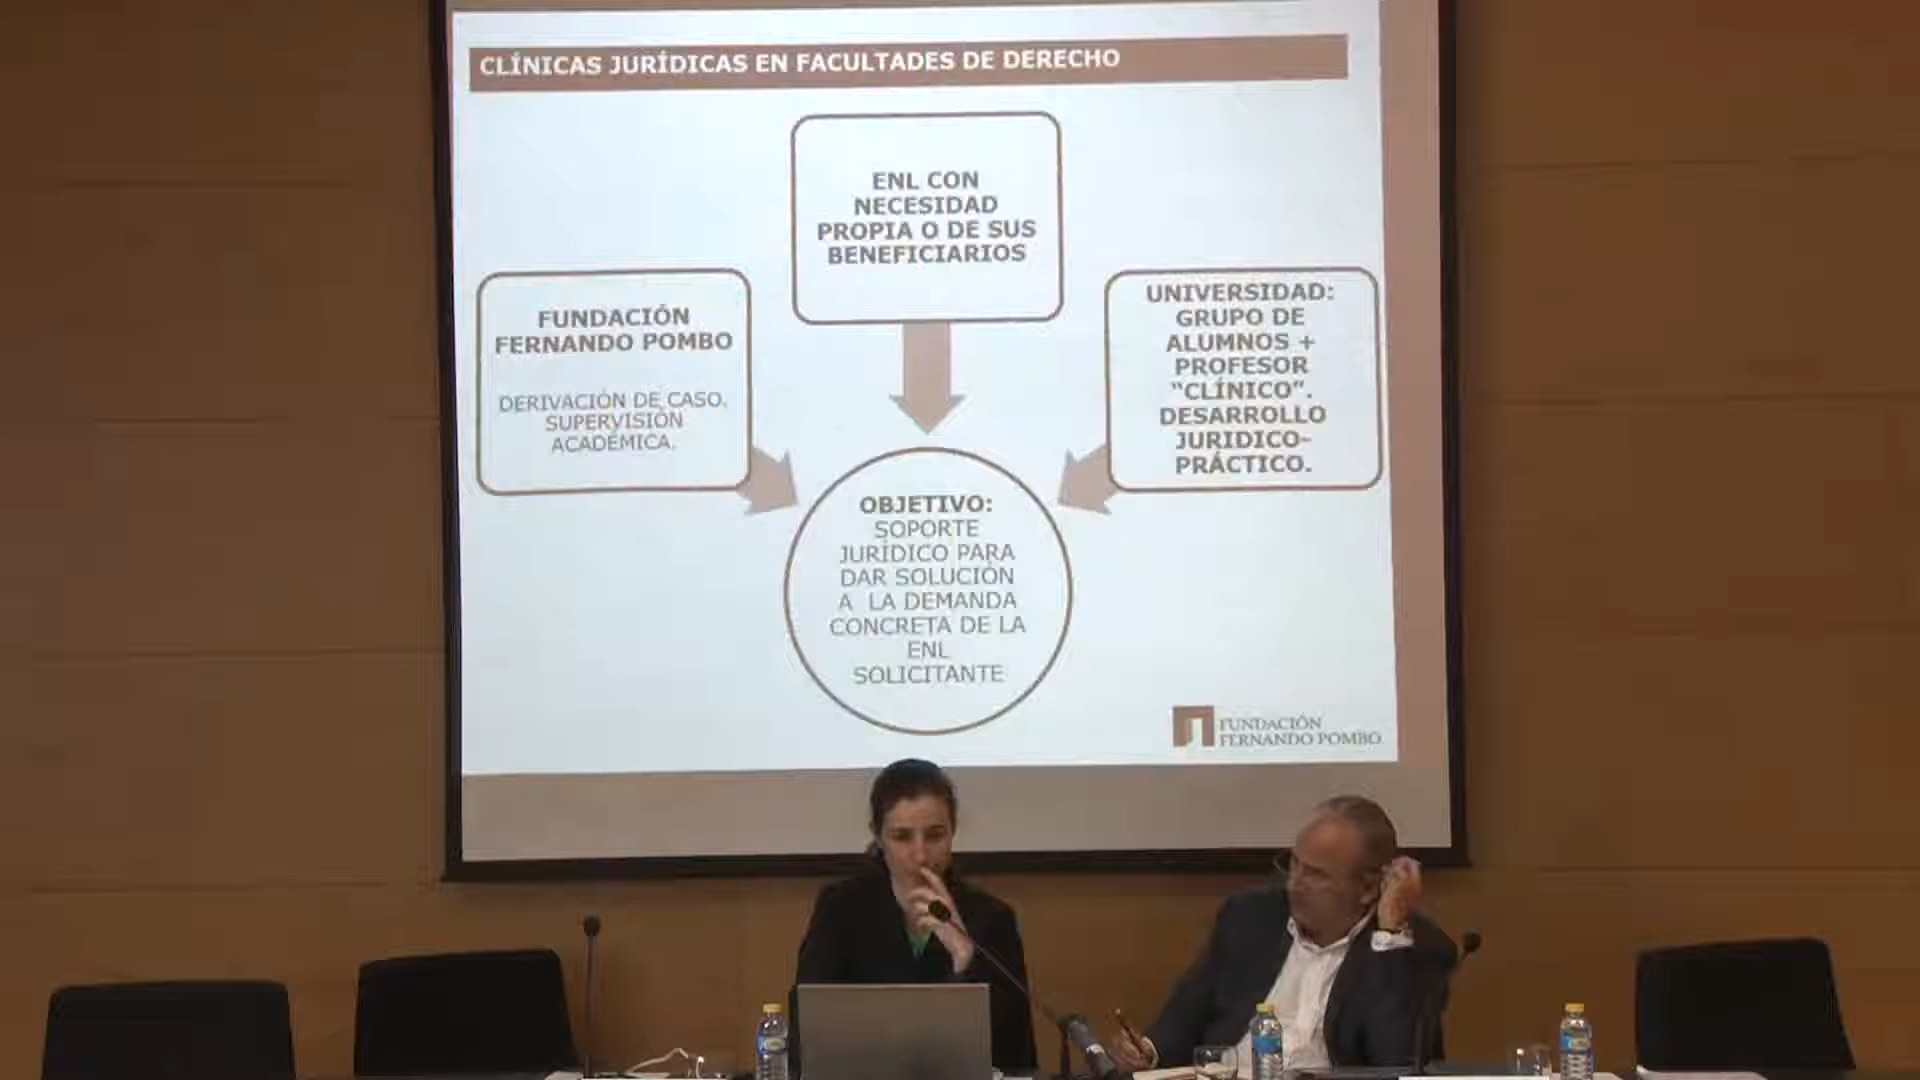 CLÍNICAS JURÍDICAS EN FACULTADES DE DERECHO
ENL CON
NECESIDAD
PROPIA O DE SUS
BENEFICIARIOS
FUNDACIÓN
FERNANDO POMBO
DERIVACIÓN DE CASO.
SUPERVISIÓN
ACADÉMICA.
UNIVERSIDAD:
GRUPO DE
ALUMNOS +
PROFESOR
“CLÍNICO”.
DESARROLLO
JURIDICO-
PRÁCTICO.
OBJETIVO:
SOPORTE
JURÍDICO PARA
DAR SOLUCIÓN
A LA DEMANDA
CONCRETA DE LA
ENL
SOLICITANTE
FUNDACIÓN
FERNANDO POMBO